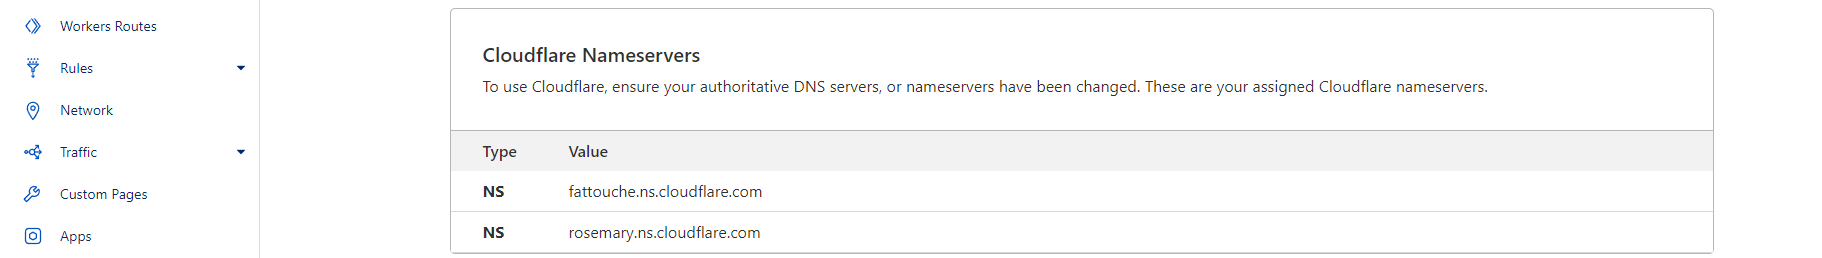 Workers Routes
Rules
Network
Traffic
Custom Pages
Apps
Cloudflare Nameservers
To use Cloudflare, ensure your authoritative DNS servers, or nameservers have been changed. These are your assigned Cloudflare nameservers.
Type Value
NS fattouche.ns.cloudflare.com
NS rosemary.ns.cloudflare.com